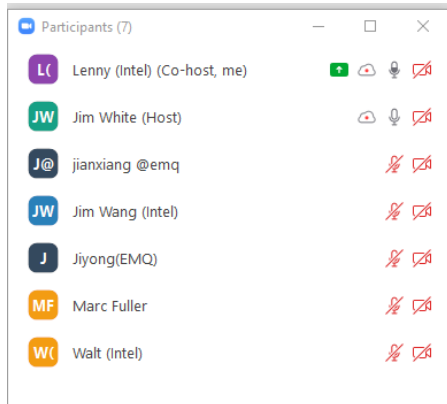 Participants (7)
L( Lenny (Intel) (Co-host, me)
JW Jim White (Host)
J@ jianxiang @emq
JW Jim Wang (Intel)
J Jiyong(EMQ)
MF Marc Fuller
W( Walt (Intel)